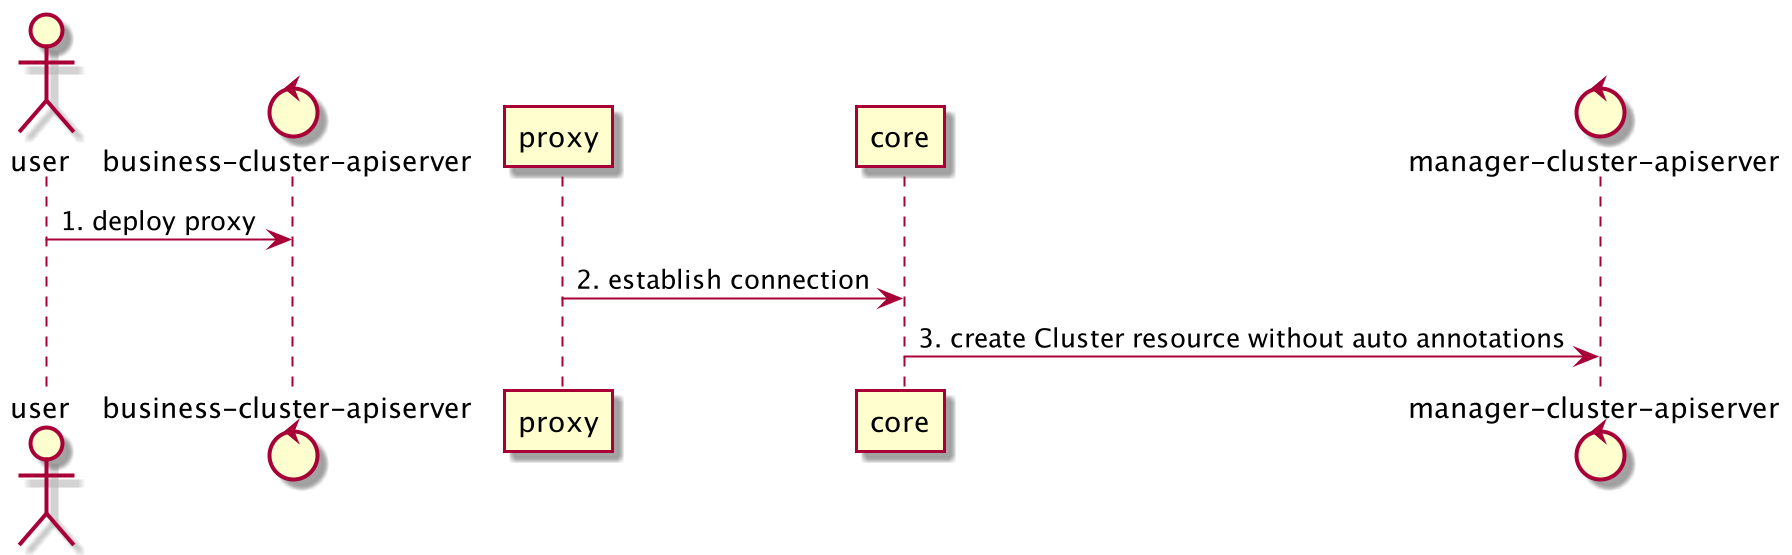 proxy
core
user
business-cluster-apiserver
manager-cluster-apiserver
1. deploy proxy
2. establish connection
3. create Cluster resource without auto annotations
user
business-cluster-apiserver
proxy
core
manager-cluster-apiserver